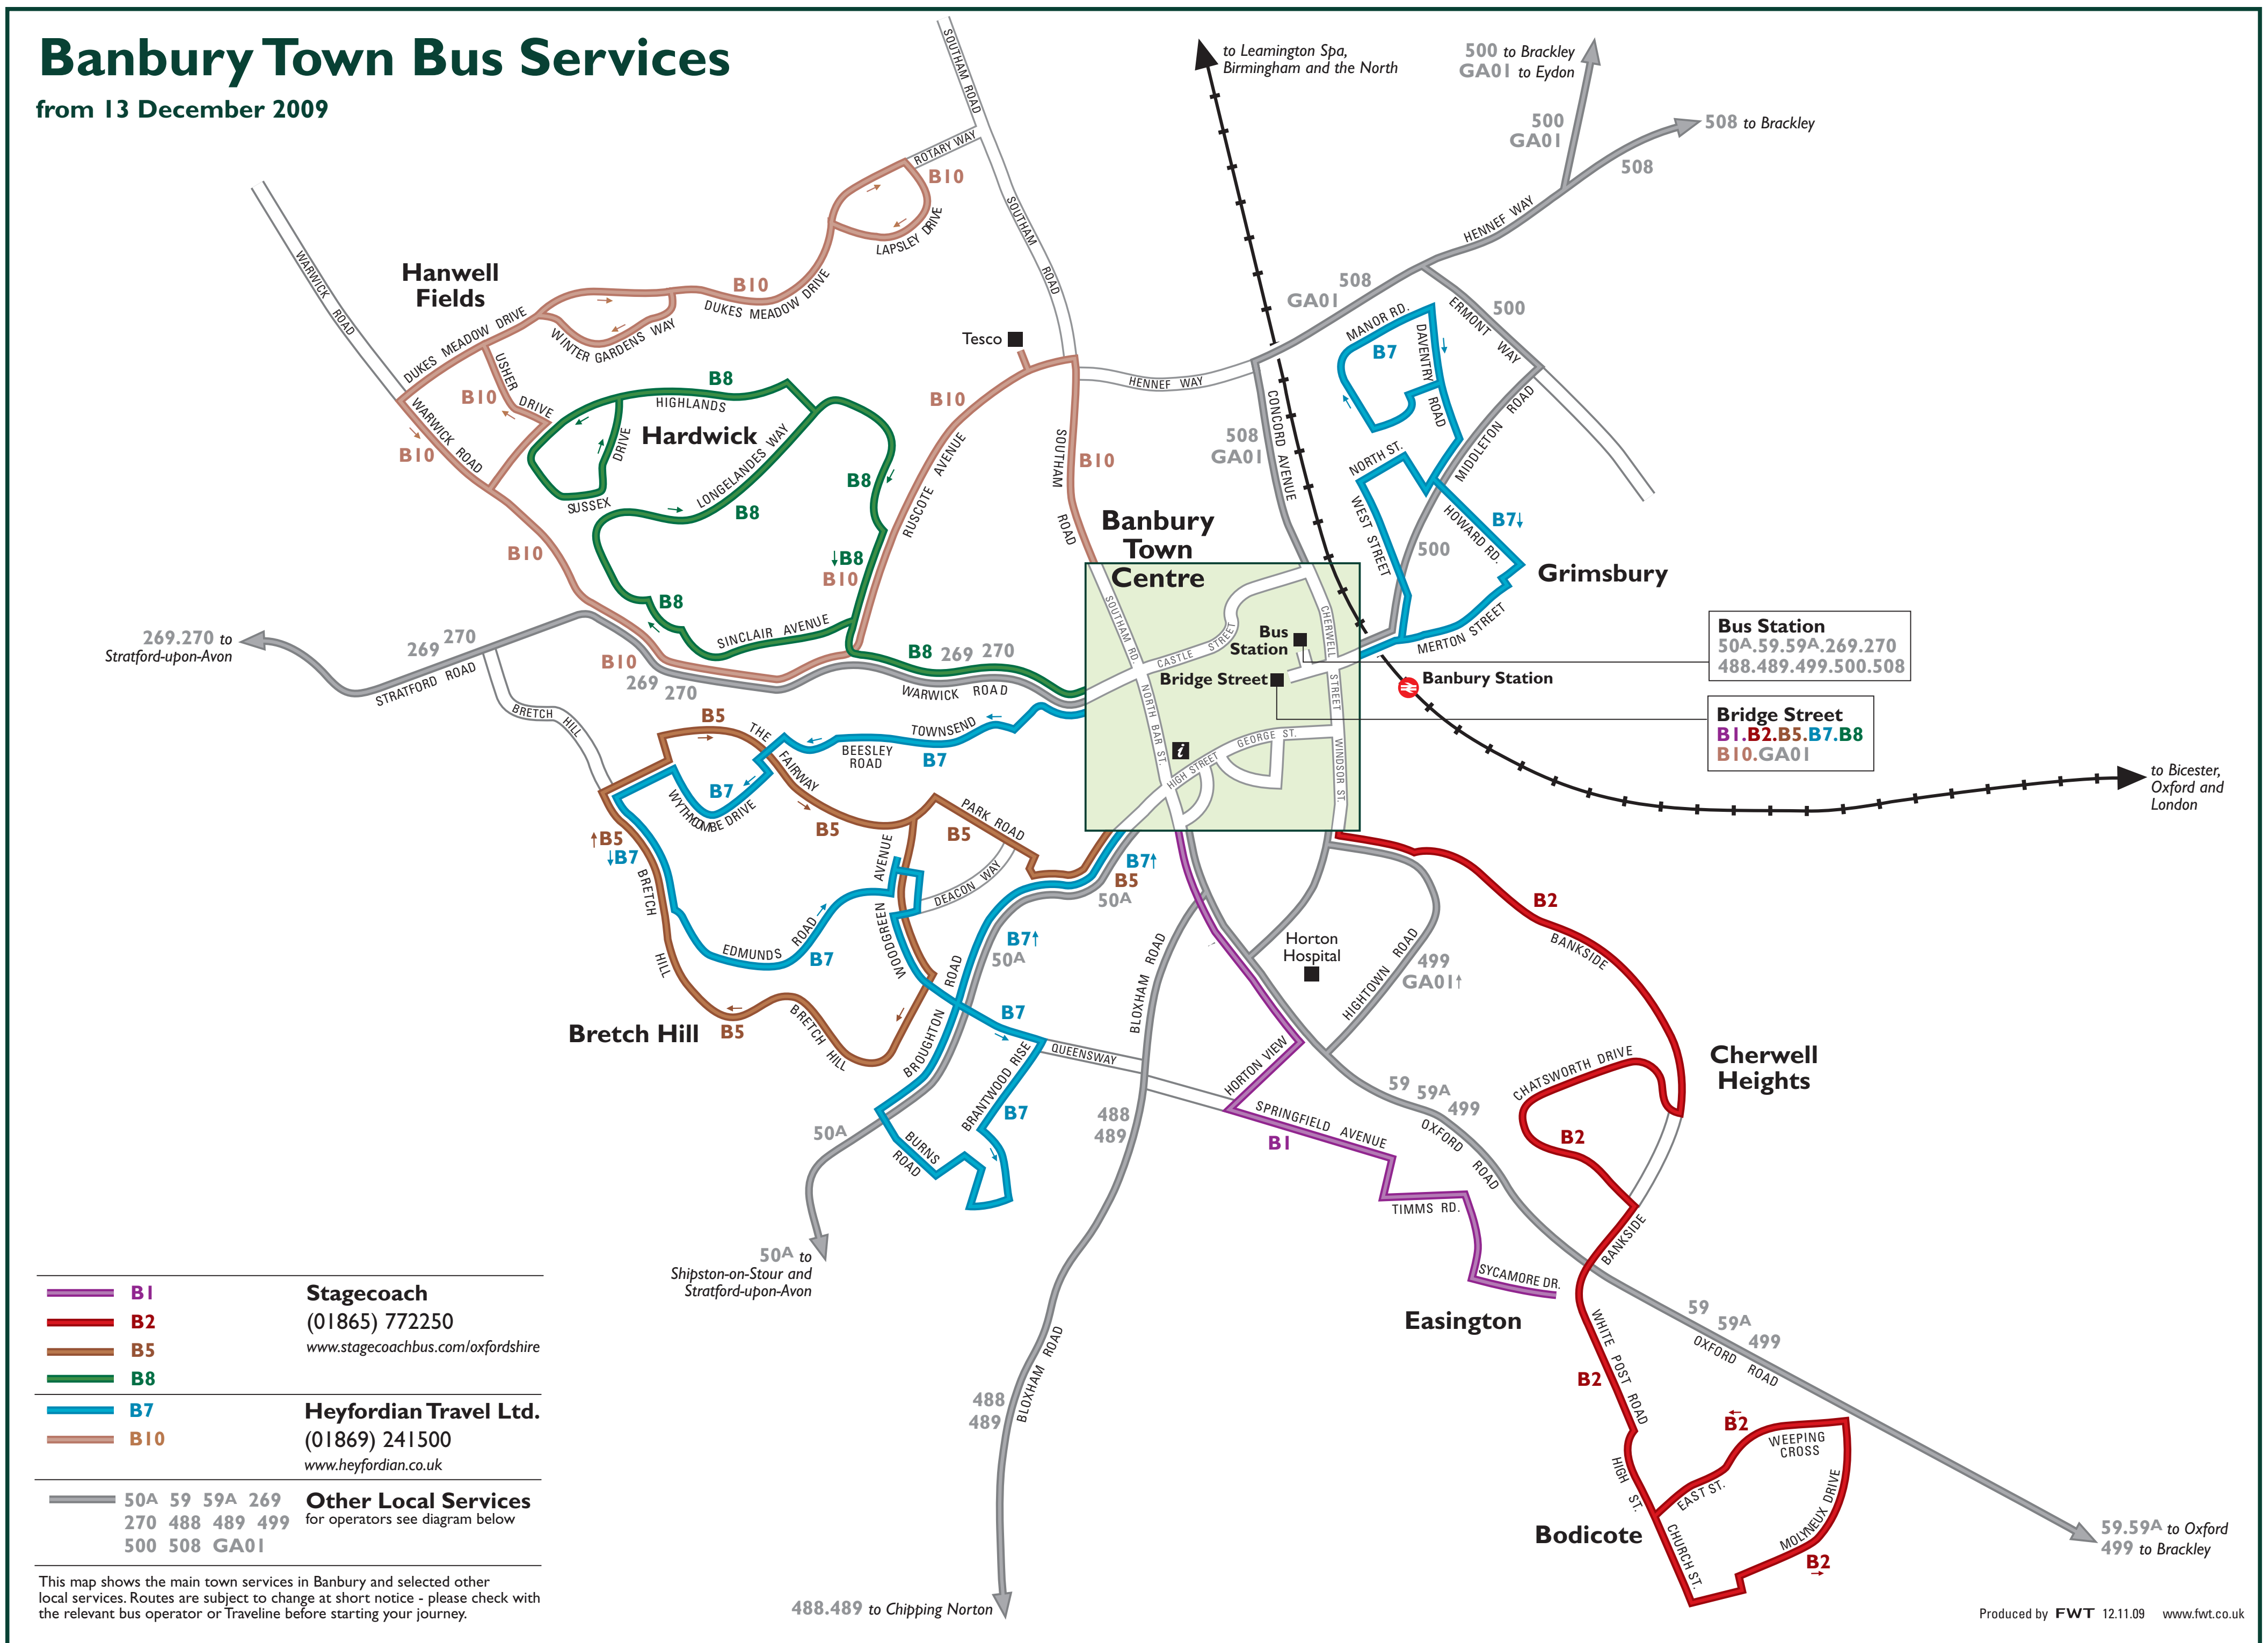 Banbury Town Bus Services
from 13 December 2009
to Leamington Spa,
Birmingham and the North
500 to Brackley
GA01 to Eydon
500
GA01
508 to Brackley
508
HENNEF WAY
SOUTHAM ROAD
ROTARY WAY
B10
LAPSLEY DRIVE
SOUTHAM
ROAD
WARWICK
ROAD
Hanwell
Fields
B10
DUKES MEADOW DRIVE
DUKES MEADOW DRIVE
WINTER GARDENS WAY
USHER
DRIVE
B10
WARWICK ROAD
B10
B10
Tesco
B8
HIGHLANDS
Hardwick
DRIVE
SUSSEX
LONGELANDES WAY
B8
B8
B10
RUSCOTE AVENUE
SOUTHAM
ROAD
B10
HENNEF WAY
508
GA01
508
GA01
CONCORD AVENUE
MANOR RD.
B7
DAVENTRY
ROAD
ERMONT
WAY
500
MIDDLETON ROAD
NORTH ST.
WEST STREET
HOWARD RD.
B7↓
500
Grimsbury
MERTON STREET
Banbury
Town
Centre
↓B8
B10
B8
SINCLAIR AVENUE
B8 269 270
WARWICK ROAD
B10
269
270
269 270
STRATFORD ROAD
269.270 to
Stratford-upon-Avon
BRETCH HILL
SOUTHAM RD.
CASTLE STREET
CHERWELL
STREET
Bus
Station
Bridge Street
NORTH BAR ST.
GEORGE ST.
HIGH STREET
WINDSOR ST.
i
Banbury Station
Bus Station
50A.59.59A.269.270
488.489.499.500.508
Bridge Street
B1.B2.B5.B7.B8
B10.GA01
to Bicester,
Oxford and
London
B5
THE
FAIRWAY
TOWNSEND
BEESLEY
ROAD
B7
B7
WYTHCOMBE DRIVE
B5
PARK ROAD
B5
↑B5
↓B7
BRETCH
HILL
AVENUE
WOODGREEN
DEACON WAY
B7↑
B5
50A
EDMUNDS ROAD
B7
B7↑
50A
BROUGHTON ROAD
B5
BRETCH HILL
Bretch Hill
B7
QUEENSWAY
BRANTWOOD RISE
B7
BURNS
ROAD
50A
50A to
Shipston-on-Stour and
Stratford-upon-Avon
BLOXHAM ROAD
488
489
Horton
Hospital
HIGHTOWN ROAD
499
GA01↑
HORTON VIEW
SPRINGFIELD AVENUE
B1
TIMMS RD.
SYCAMORE DR.
Easington
59 59A 499
OXFORD ROAD
B2
BANKSIDE
Cherwell
Heights
CHATSWORTH DRIVE
B2
BANKSIDE
WHITE POST ROAD
B2
59 59A 499
OXFORD ROAD
HIGH ST.
B2
WEEPING
CROSS
EAST ST.
MOLYNEUX DRIVE
B2
CHURCH ST.
Bodicote
BLOXHAM ROAD
488
489
488.489 to Chipping Norton
59.59A to Oxford
499 to Brackley
B1
B2
B5
B8
Stagecoach
(01865) 772250
www.stagecoachbus.com/oxfordshire
B7
B10
Heyfordian Travel Ltd.
(01869) 241500
www.heyfordian.co.uk
50A 59 59A 269
270 488 489 499
500 508 GA01
Other Local Services
for operators see diagram below
This map shows the main town services in Banbury and selected other
local services. Routes are subject to change at short notice - please check with
the relevant bus operator or Traveline before starting your journey.
Produced by FWT 12.11.09 www.fwt.co.uk